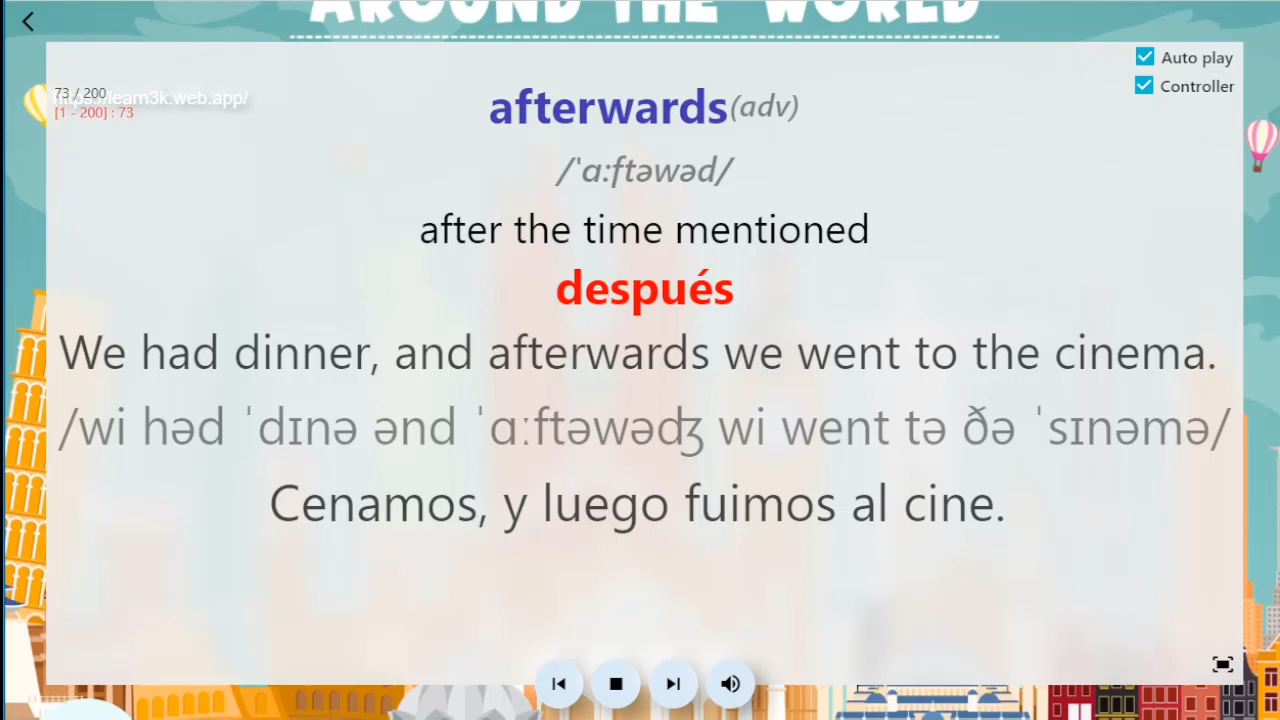 AROUND THE WORLD
Auto play
Controller
73 / 200
https://learn3k.web.app/
[1 - 200] : 73
afterwards(adv)
/ˈɑ:ftəwəd/
after the time mentioned
después
We had dinner, and afterwards we went to the cinema.
/wi həd ˈdɪnə ənd ˈɑːftəwəʤ wi went tə ðə ˈsɪnəmə/
Cenamos, y luego fuimos al cine.